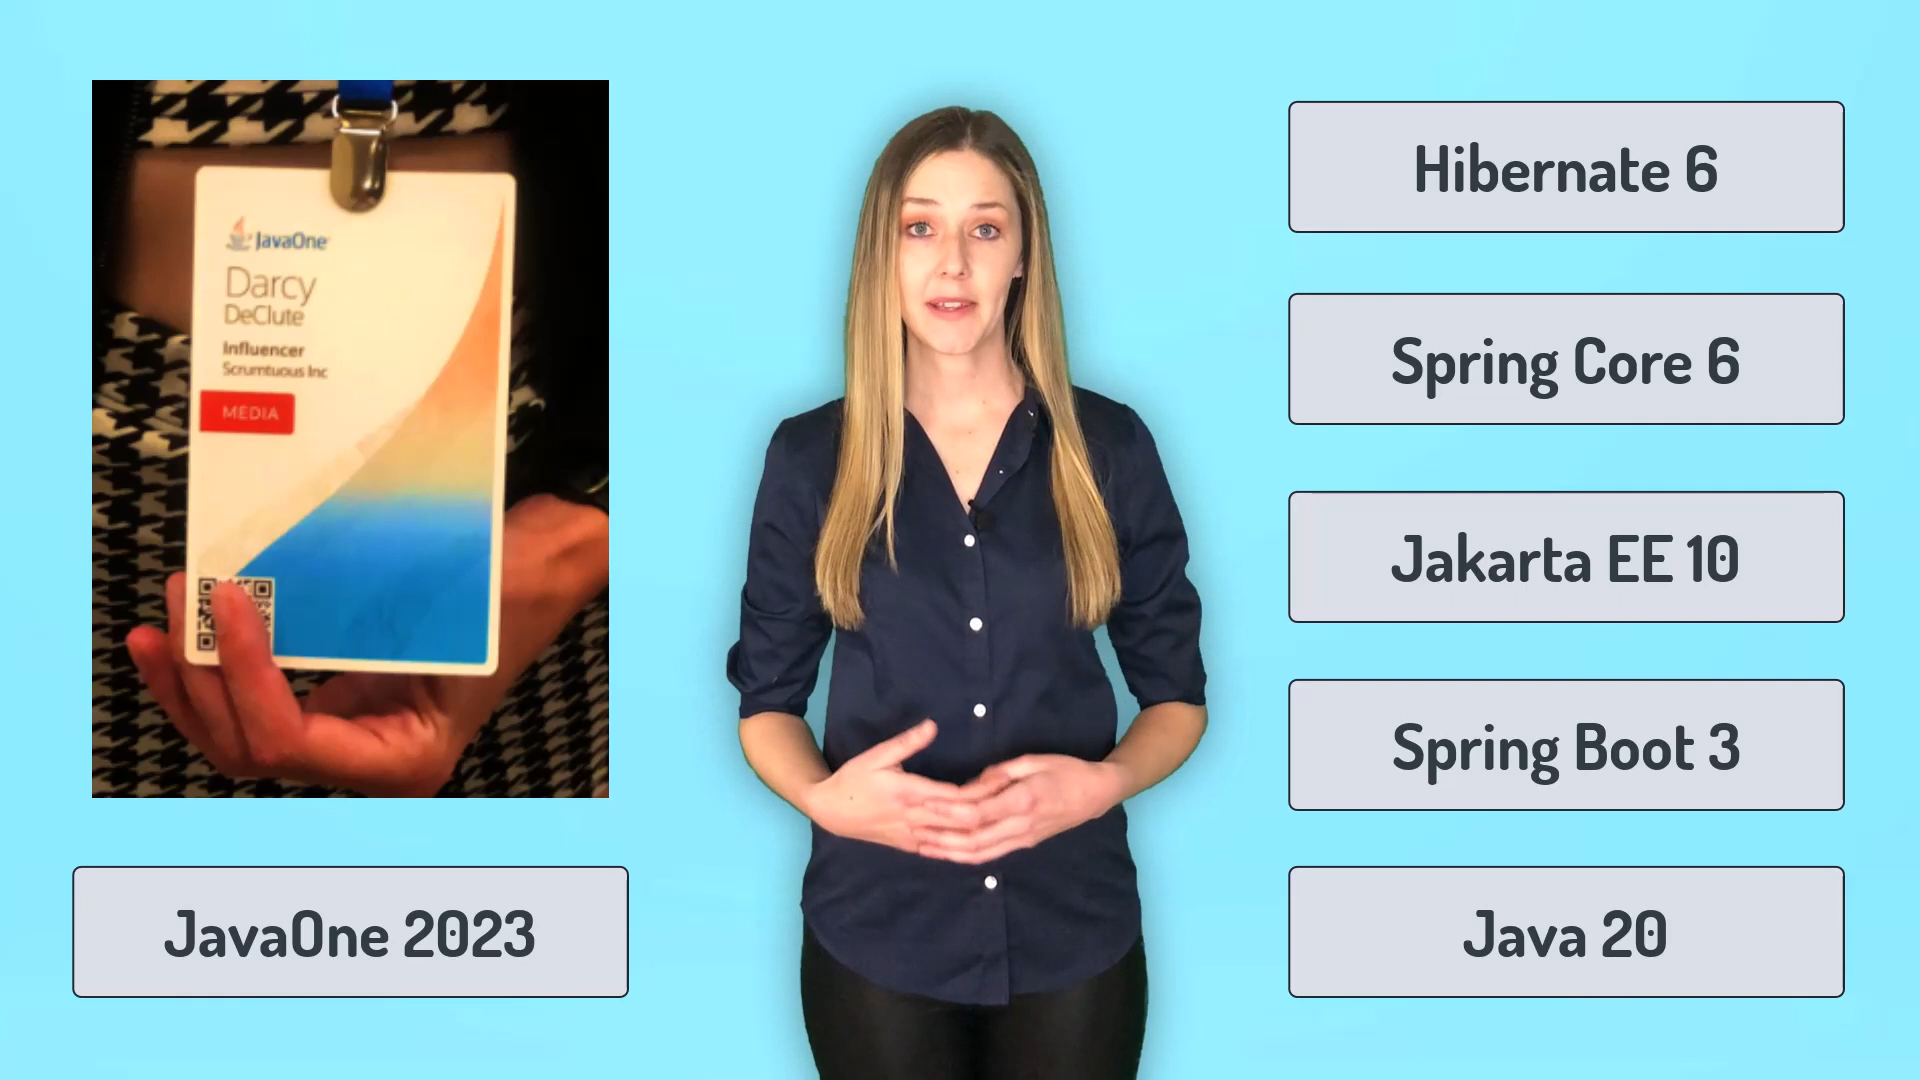 JavaOne
Darcy
DeClute
Influencer
Scrumtuous Inc
MEDIA
JavaOne 2023
Hibernate 6
Spring Core 6
Jakarta EE 10
Spring Boot 3
Java 20